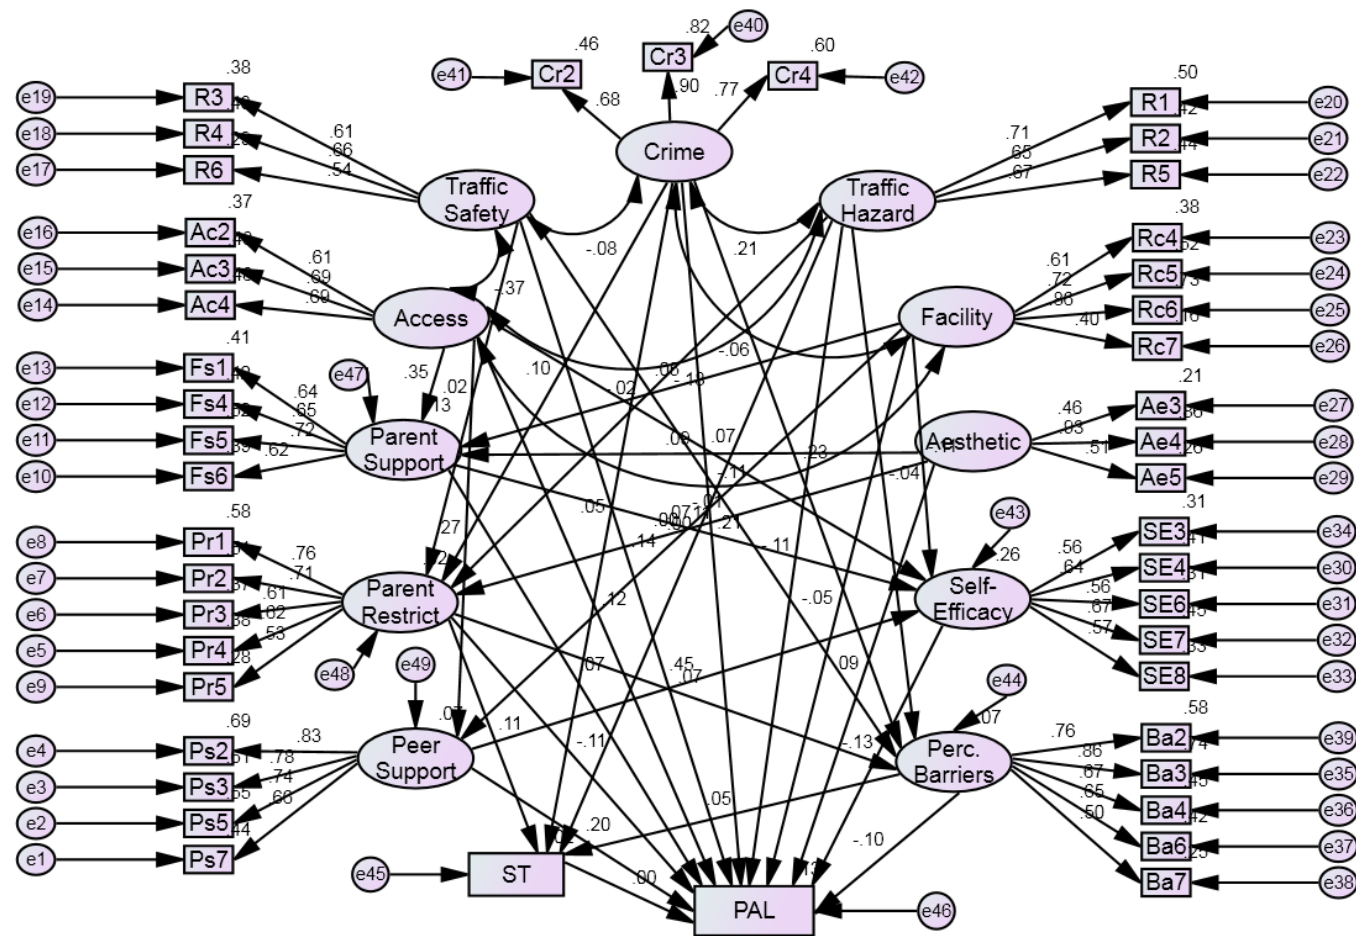 .82
e40
.46
Cr3
.60
e41
Cr2
Cr4
e42
.90
.77
.68
Crime
.38
e19
R3
e18
R4
e17
R6
.61
.66
.54
Traffic
Safety
.50
R1
e20
R2
e21
R5
e22
.71
.65
.67
Traffic
Hazard
-.08
.21
.37
e16
Ac2
e15
Ac3
e14
Ac4
.61
.69
.69
Access
-.37
.38
Rc4
e23
Rc5
e24
Rc6
e25
Rc7
e26
.61
.72
.86
.40
Facility
-.06
.41
e13
Fs1
e12
Fs4
e11
Fs5
e10
Fs6
.64
.65
.72
.62
e47
.35
.02
.10
-.02
Parent
Support
.21
Ae3
e27
Ae4
e28
Ae5
e29
.46
.93
.51
Aesthetic
.09
.07
.23
-.11
-.04
.05
.21
.14
-.11
.27
.12
-.05
.58
e8
Pr1
e7
Pr2
e6
Pr3
e5
Pr4
e9
Pr5
.76
.71
.61
.62
.53
.28
Parent
Restrict
e48
.31
SE3
e34
SE4
e30
SE6
e31
SE7
e32
SE8
e33
.56
.64
.56
.67
.57
e43
.26
Self-
Efficacy
e49
.07
.45
.07
.09
.69
e4
Ps2
e3
Ps3
e2
Ps5
e1
Ps7
.83
.78
.74
.66
.44
Peer
Support
.11
-.11
.05
-.13
e44
.07
Perc.
Barriers
.58
Ba2
e39
Ba3
e35
Ba4
e36
Ba6
e37
Ba7
e38
.76
.86
.67
.65
.50
.20
-.10
e45
ST
.00
PAL
e46